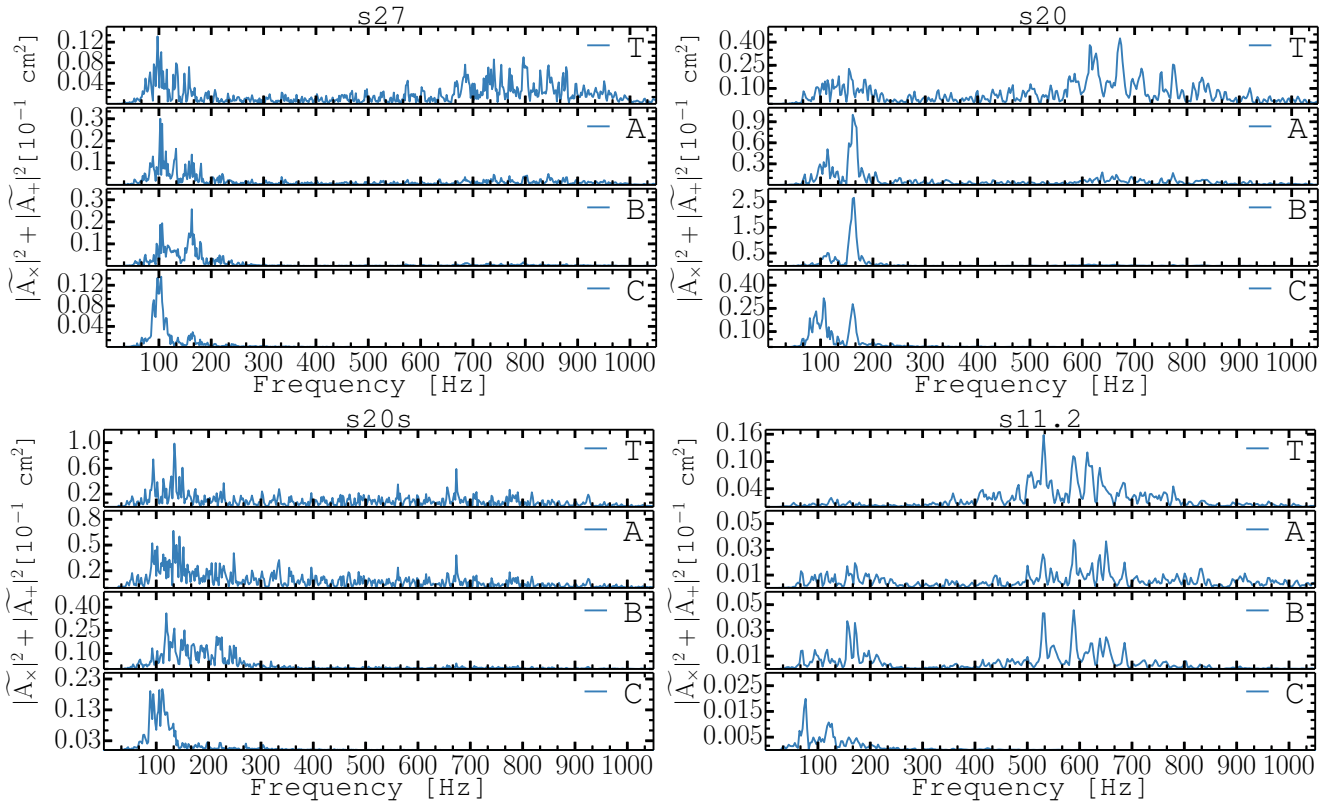 s27
|Ã×|² + |Ã+|² [10⁻¹ cm²]
0.12
0.08
0.04
T
0.3
0.2
0.1
A
0.3
0.2
0.1
B
0.12
0.08
0.04
C
100 200 300 400 500 600 700 800 900 1000
Frequency [Hz]
s20
|Ã×|² + |Ã+|² [10⁻¹ cm²]
0.40
0.25
0.10
T
0.9
0.6
0.3
A
2.5
1.5
0.5
B
0.40
0.25
0.10
C
100 200 300 400 500 600 700 800 900 1000
Frequency [Hz]
s20s
|Ã×|² + |Ã+|² [10⁻¹ cm²]
1.0
0.6
0.2
T
0.8
0.5
0.2
A
0.40
0.25
0.10
B
0.23
0.13
0.03
C
100 200 300 400 500 600 700 800 900 1000
Frequency [Hz]
s11.2
|Ã×|² + |Ã+|² [10⁻¹ cm²]
0.16
0.10
0.04
T
0.05
0.03
0.01
A
0.05
0.03
0.01
B
0.025
0.015
0.005
C
100 200 300 400 500 600 700 800 900 1000
Frequency [Hz]